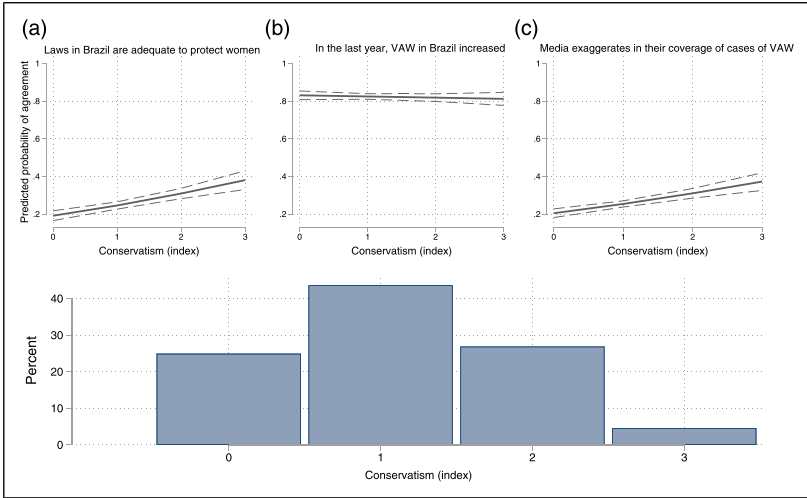 (a)
Laws in Brazil are adequate to protect women
Predicted probability of agreement
1
.8
.6
.4
.2
0 1 2 3
Conservatism (index)
(b)
In the last year, VAW in Brazil increased
1
.8
.6
.4
.2
0 1 2 3
Conservatism (index)
(c)
Media exaggerates in their coverage of cases of VAW
1
.8
.6
.4
.2
0 1 2 3
Conservatism (index)
Percent
40
30
20
10
0
0 1 2 3
Conservatism (index)